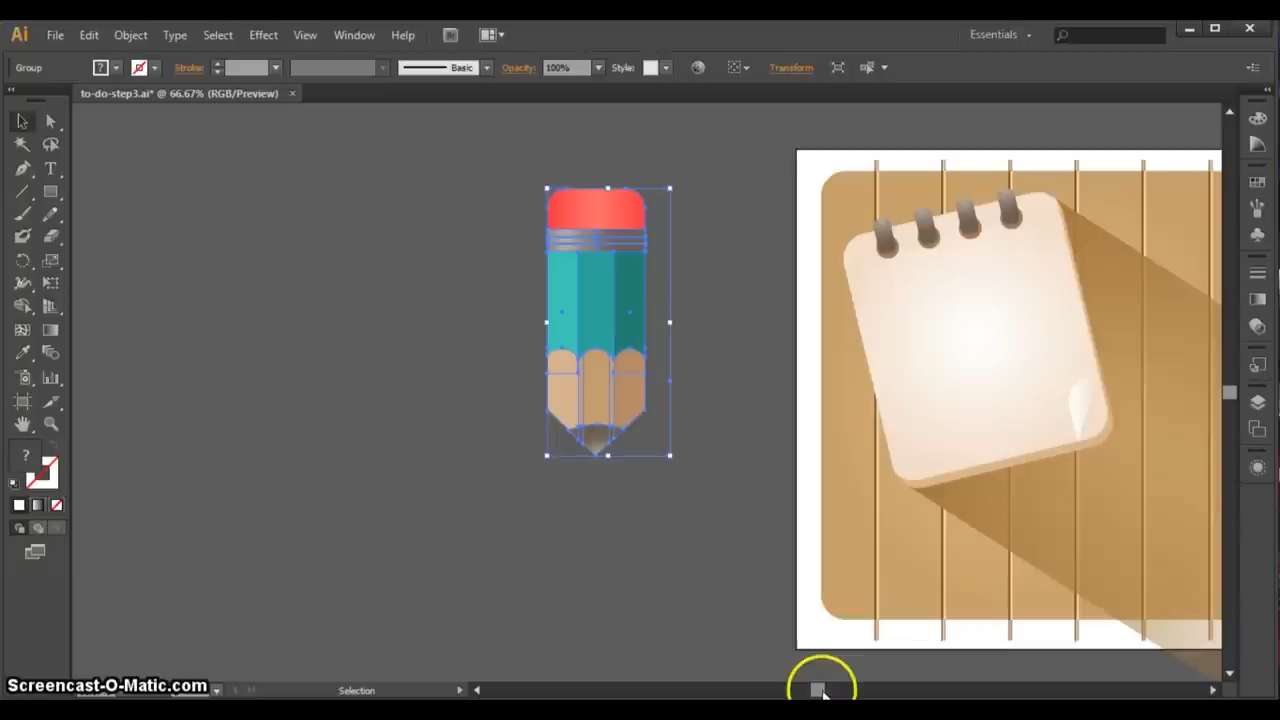 Ai File Edit Object Type Select Effect View Window Help Br Essentials
Group ? Stroke: Basic Opacity: 100% Style: Transform
to-do-step3.ai* @ 66.67% (RGB/Preview) ×
T
?
Screencast-O-Matic.com Selection